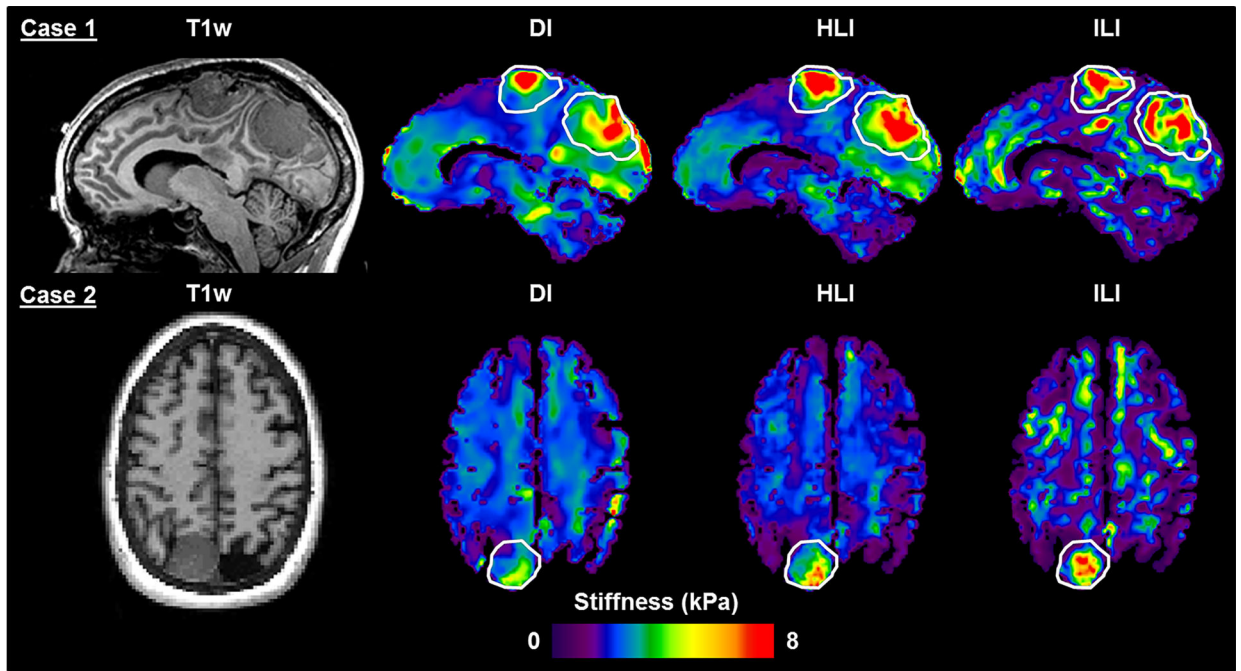 Case 1 T1w DI HLI ILI
Case 2 T1w DI HLI ILI
Stiffness (kPa)
0 8